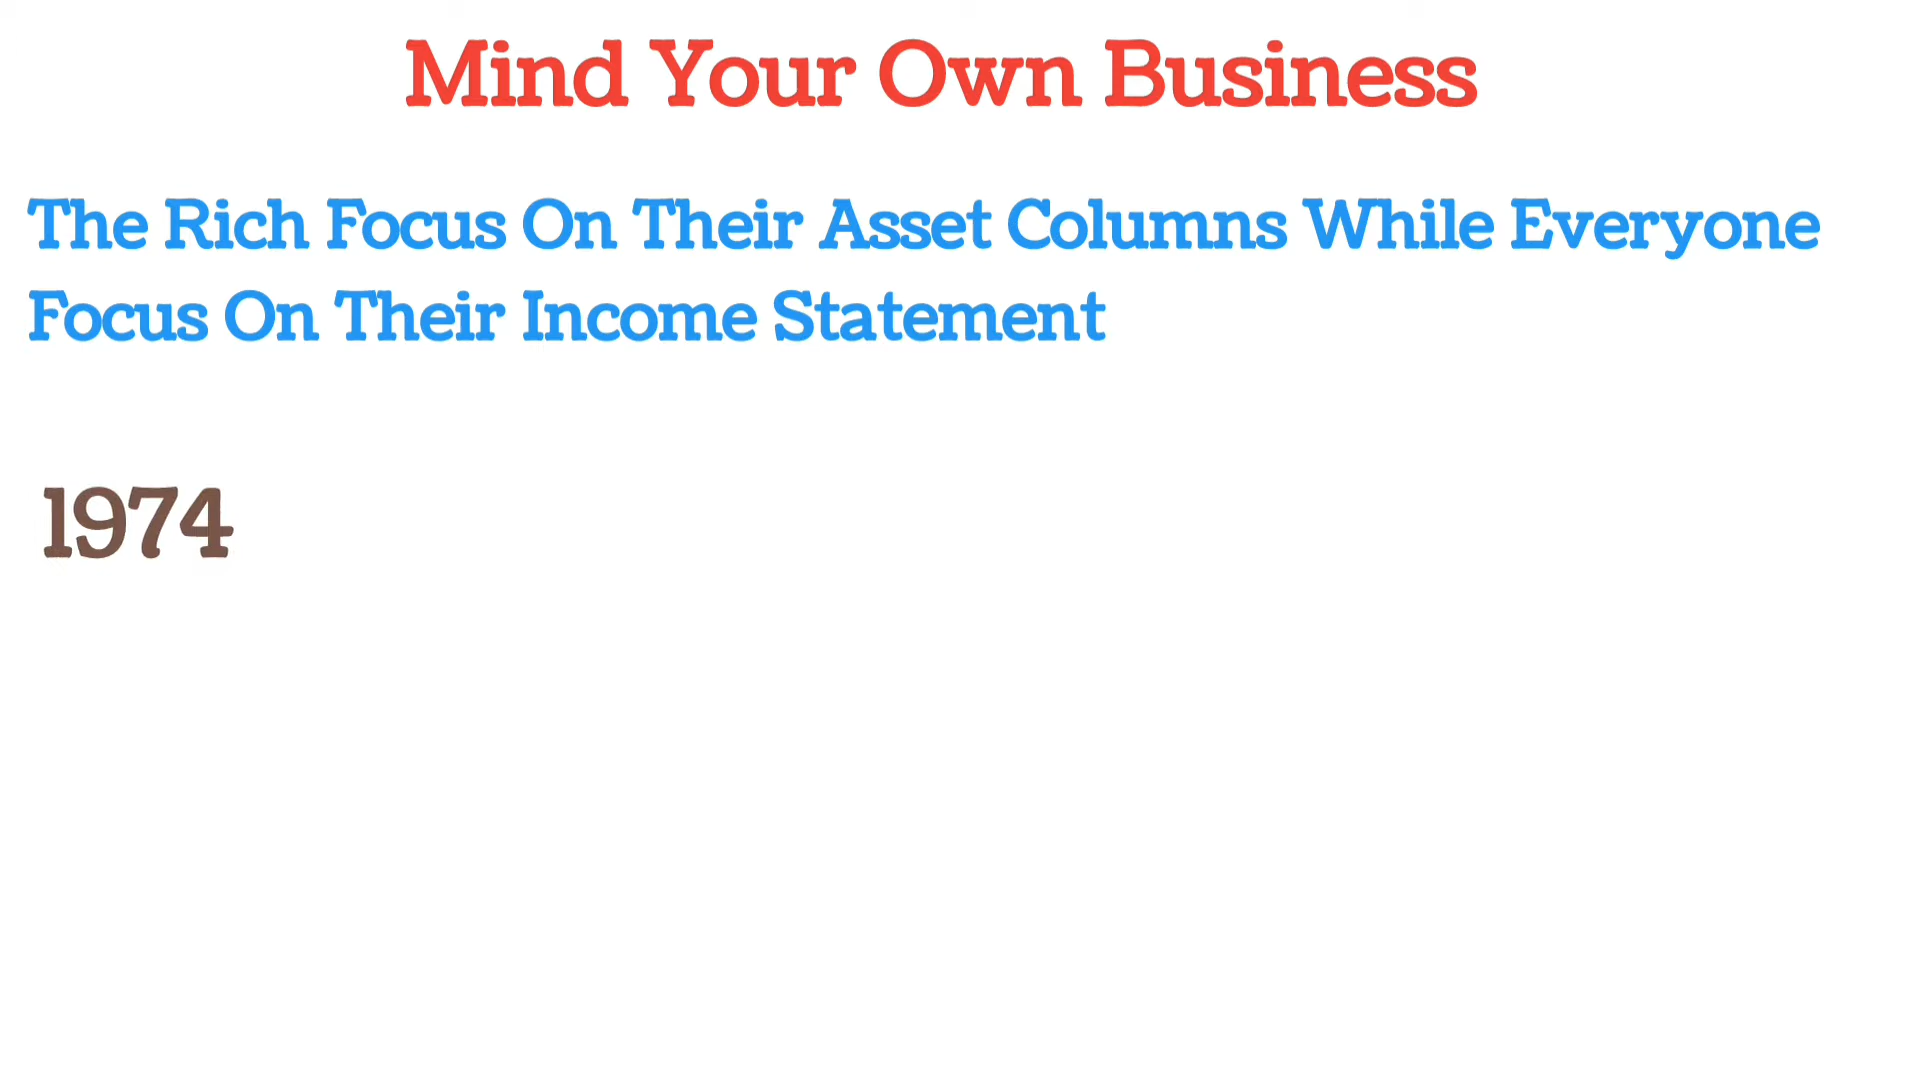 Mind Your Own Business
The Rich Focus On Their Asset Columns While Everyone
Focus On Their Income Statement
1974